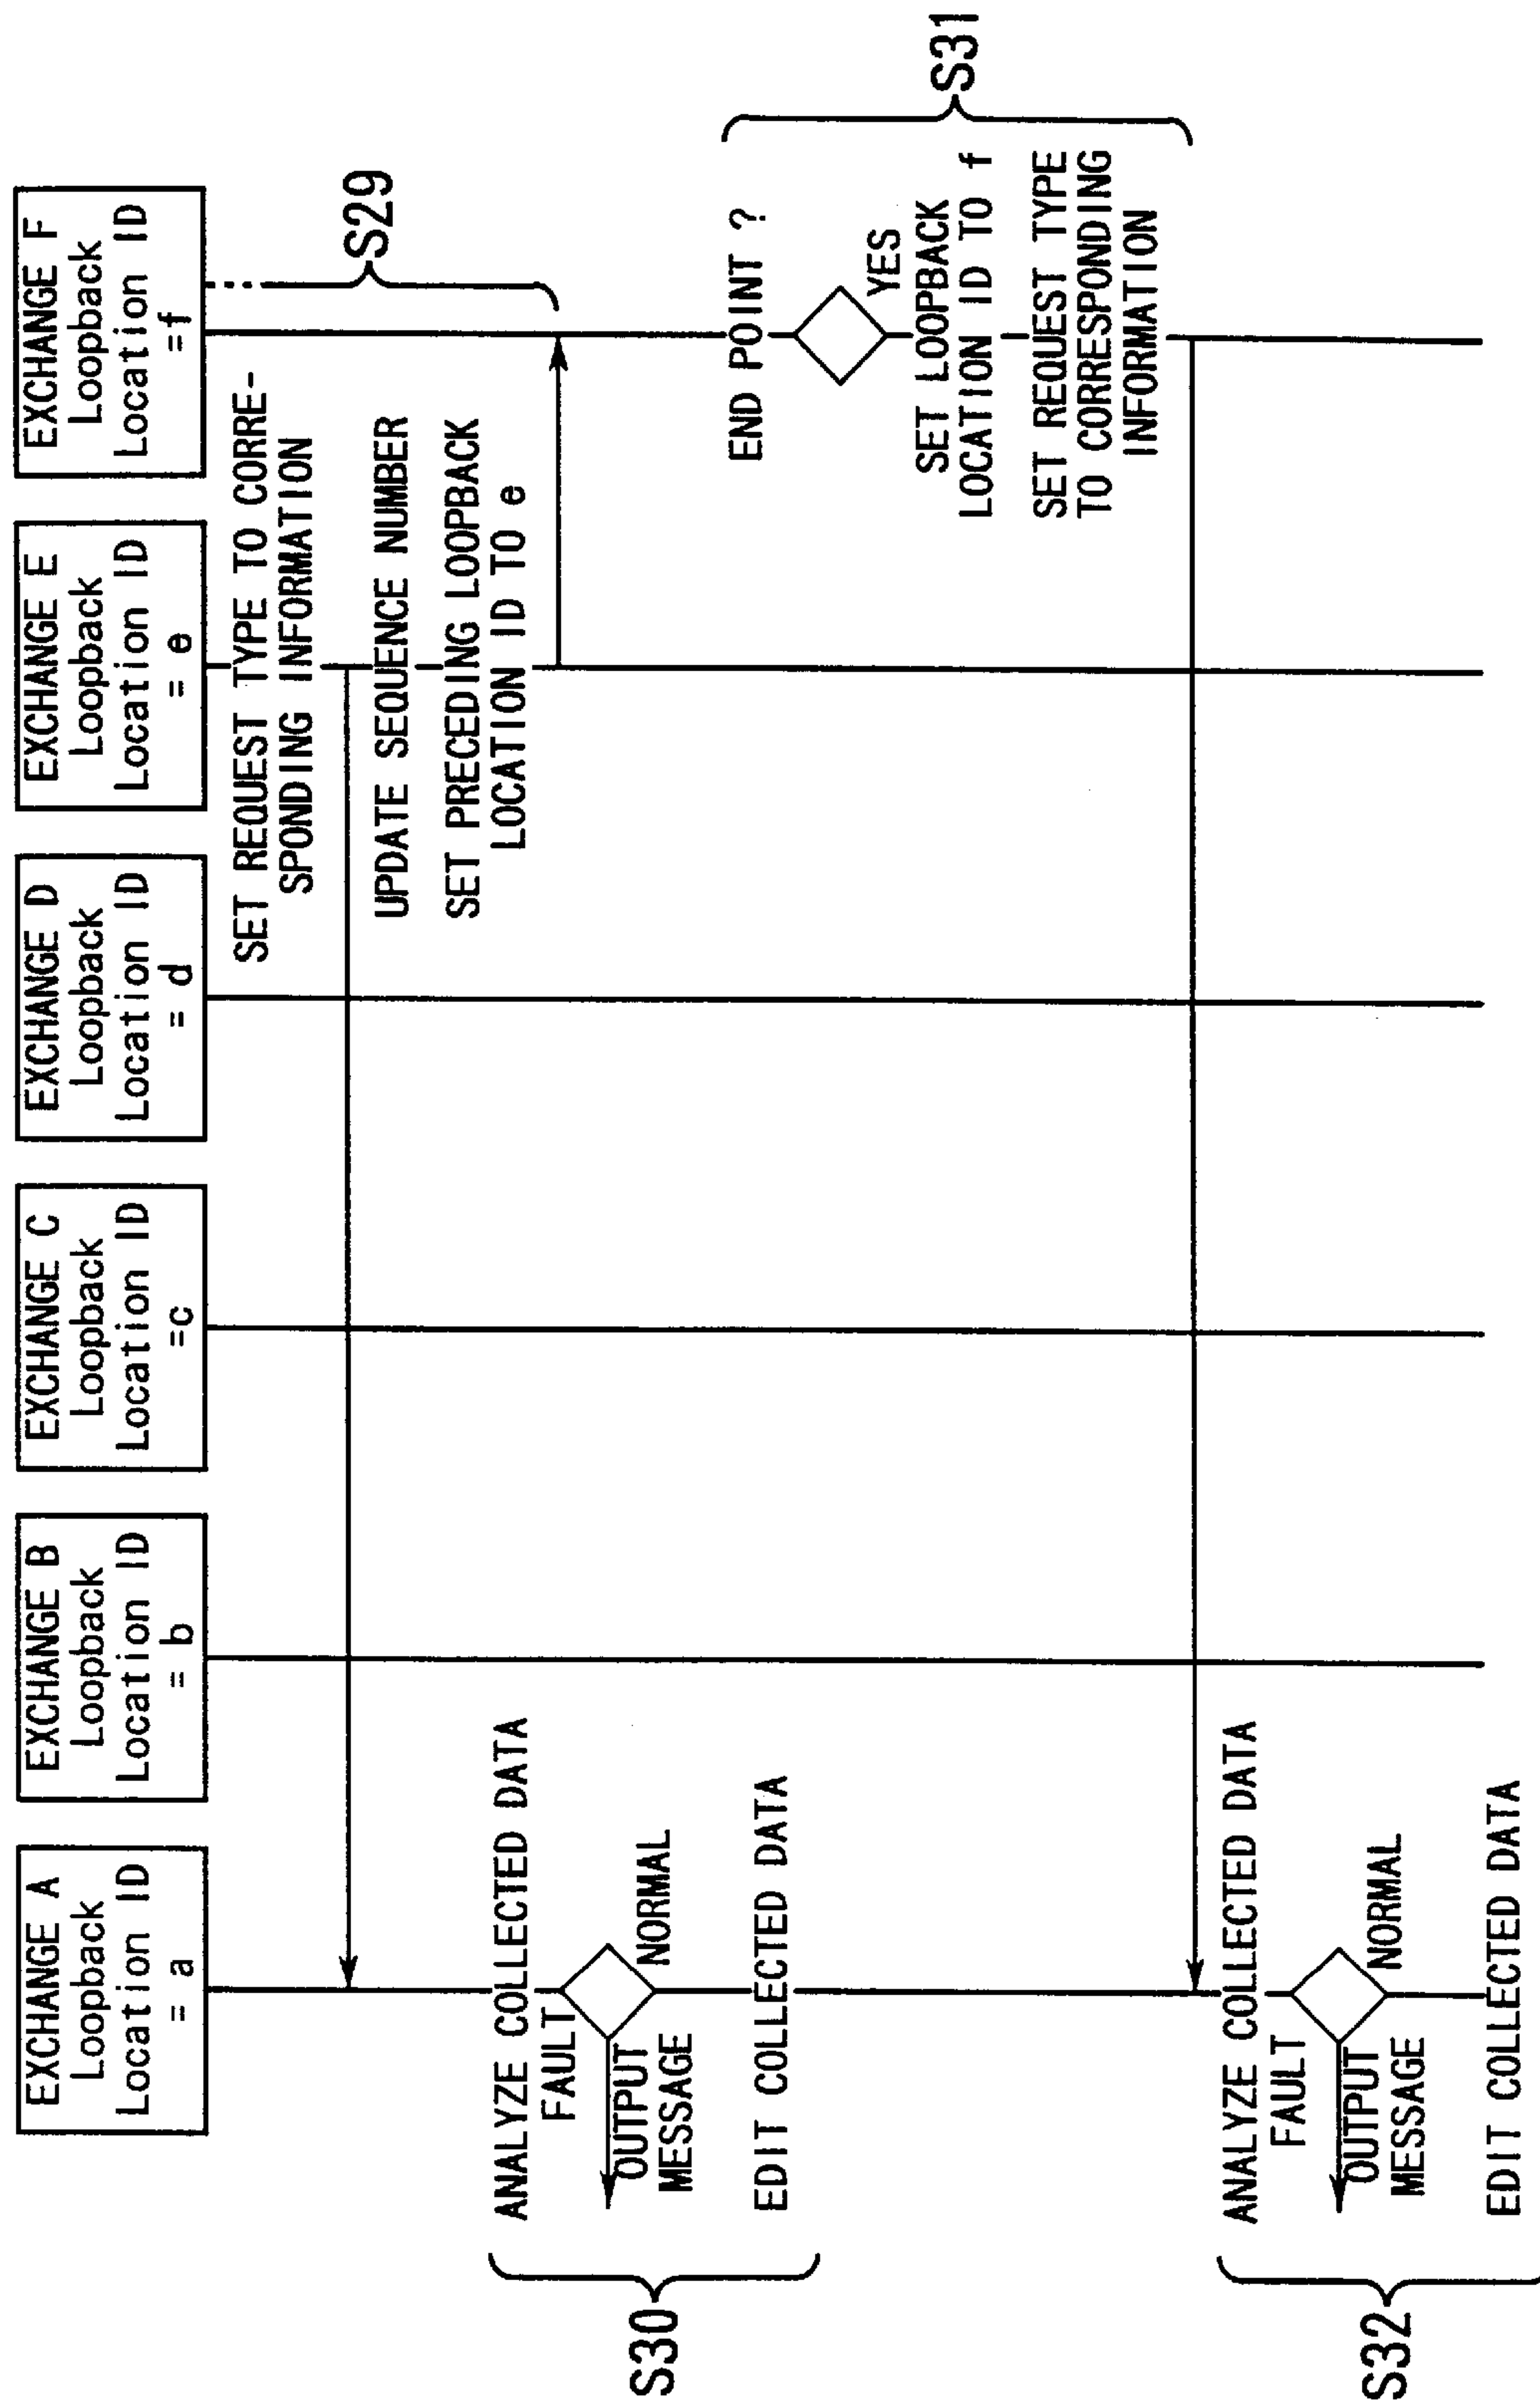 EXCHANGE A
Loopback
Location ID
= a
EXCHANGE B
Loopback
Location ID
= b
EXCHANGE C
Loopback
Location ID
=c
EXCHANGE D
Loopback
Location ID
= d
EXCHANGE E
Loopback
Location ID
= e
EXCHANGE F
Loopback
Location ID
=f
SET REQUEST TYPE TO CORRE-
SPONDING INFORMATION
UPDATE SEQUENCE NUMBER
SET PRECEDING LOOPBACK
LOCATION ID TO e
S29
ANALYZE COLLECTED DATA
FAULT
NORMAL
OUTPUT
MESSAGE
EDIT COLLECTED DATA
S30
END POINT ?
YES
SET LOOPBACK
LOCATION ID TO f
SET REQUEST TYPE
TO CORRESPONDING
INFORMATION
S31
ANALYZE COLLECTED DATA
FAULT
NORMAL
OUTPUT
MESSAGE
EDIT COLLECTED DATA
S32